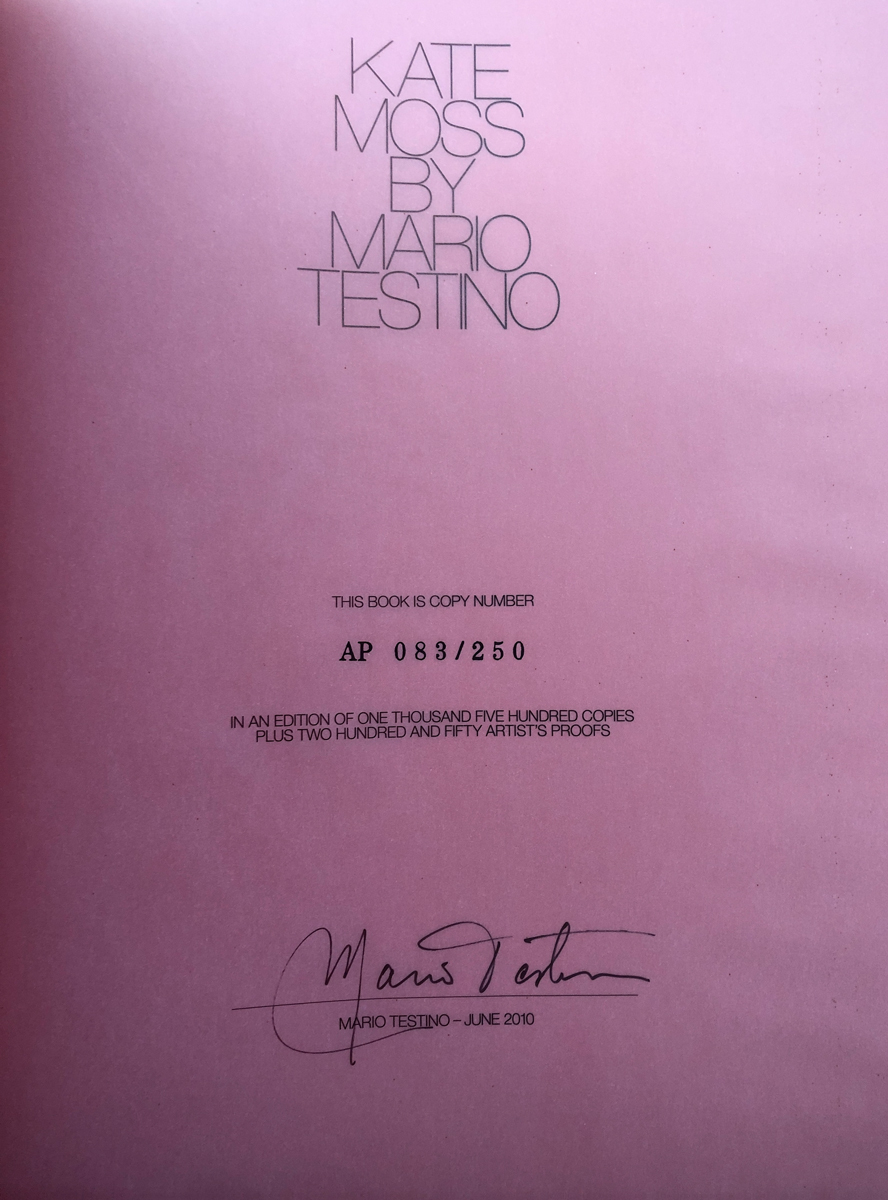 KATE
MOSS
BY
MARIO
TESTINO
THIS BOOK IS COPY NUMBER
AP 083/250
IN AN EDITION OF ONE THOUSAND FIVE HUNDRED COPIES
PLUS TWO HUNDRED AND FIFTY ARTIST'S PROOFS
Mario Testino
MARIO TESTINO – JUNE 2010